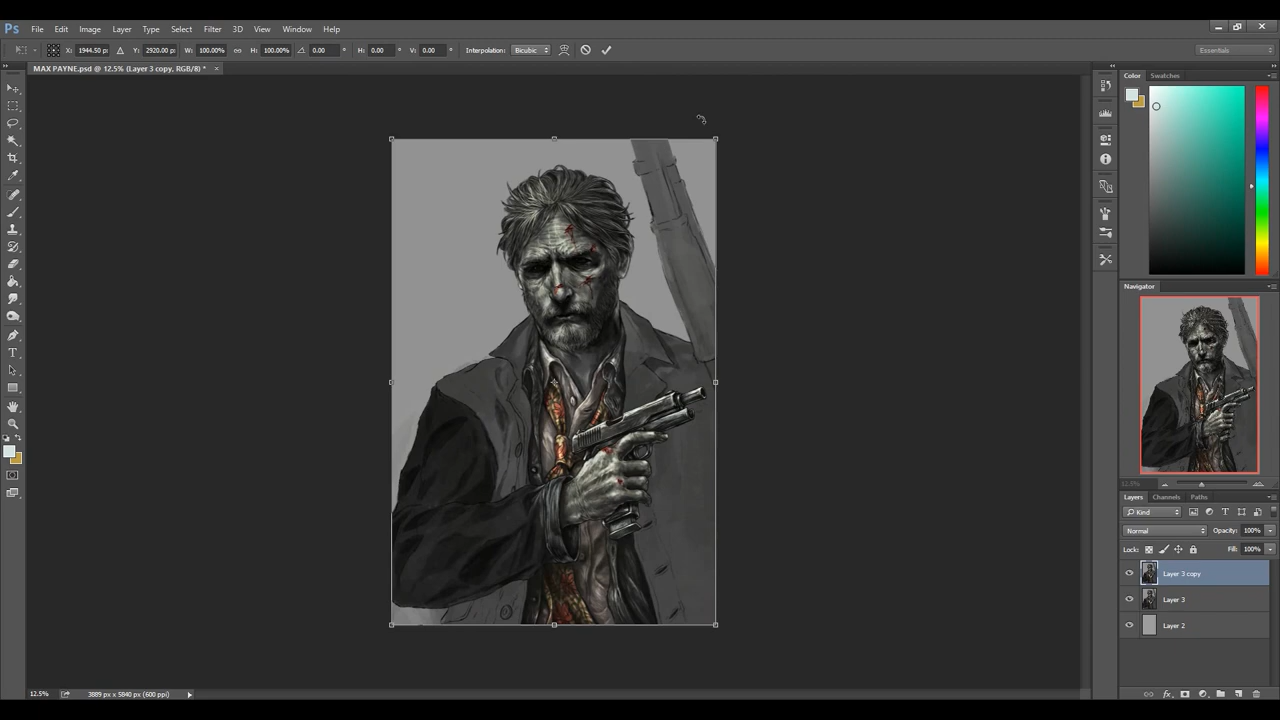 Ps File Edit Image Layer Type Select Filter 3D View Window Help
X: 1944.50 px Y: 2920.00 px W: 100.00% H: 100.00% 0.00 ° H: 0.00 ° V: 0.00 ° Interpolation: Bicubic Essentials
MAX PAYNE.psd @ 12.5% (Layer 3 copy, RGB/8) * ×
Color Swatches
Navigator
12.5%
Layers Channels Paths
Kind
Normal Opacity: 100%
Lock: Fill: 100%
Layer 3 copy
Layer 3
Layer 2
12.5% 3889 px x 5840 px (600 ppi)